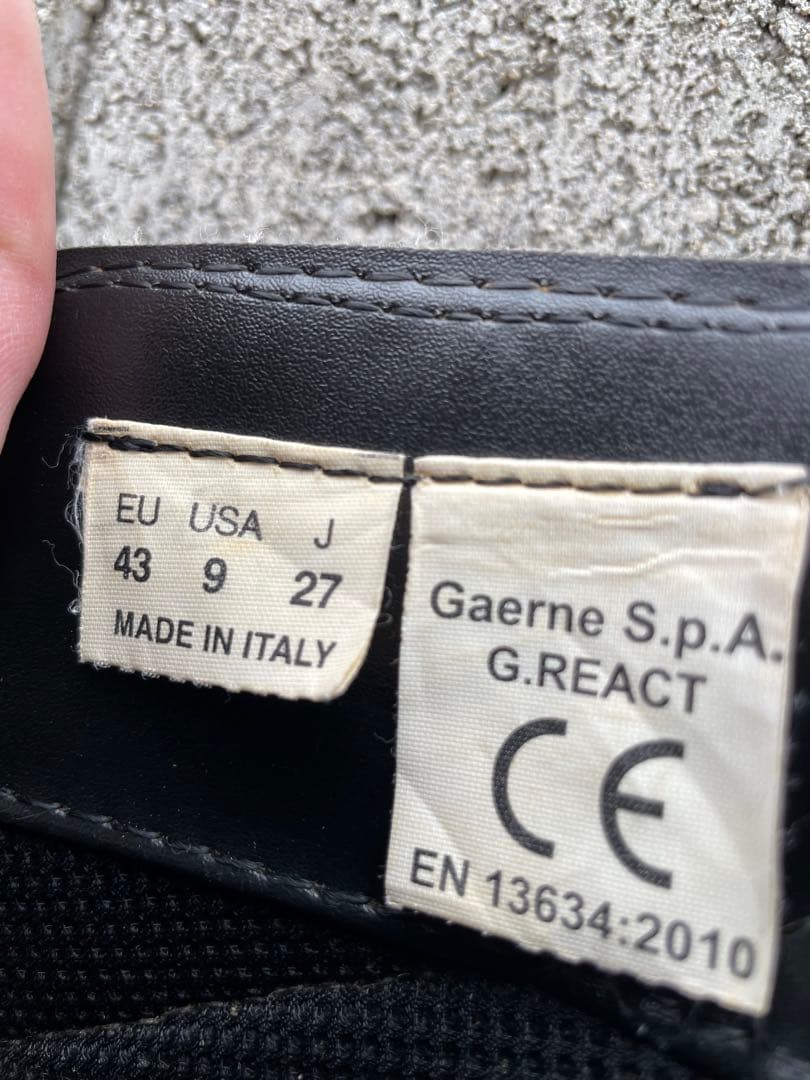 EU USA J
43 9 27
MADE IN ITALY
Gaerne S.p.A.
G.REACT
CE
EN 13634:2010